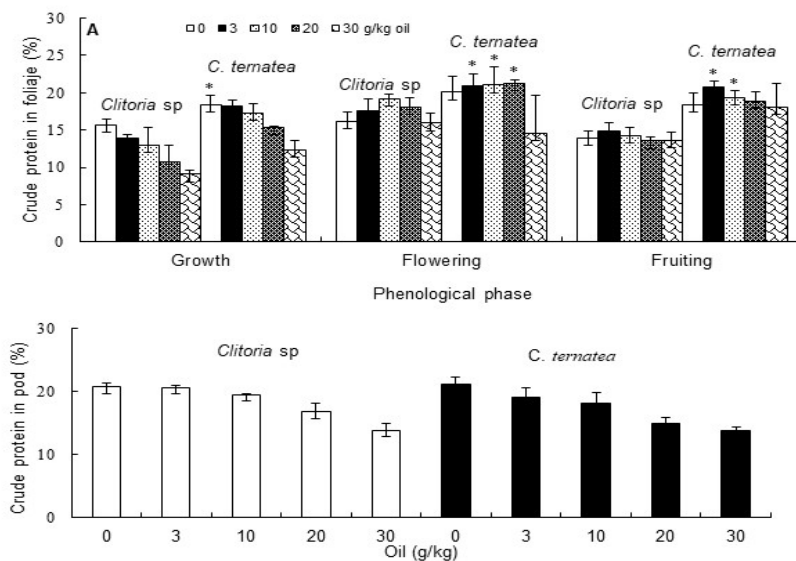 30
A
0 3 10 20 30 g/kg oil
25
C. ternatea
C. ternatea
* * *
C. ternatea
20
*
Clitoria sp
* *
Clitoria sp
Clitoria sp
15
10
5
0
Crude protein in foliaje (%)
Growth Flowering Fruiting
Phenological phase
30
Clitoria sp C. ternatea
20
10
0
Crude protein in pod (%)
0 3 10 20 30 0 3 10 20 30
Oil (g/kg)